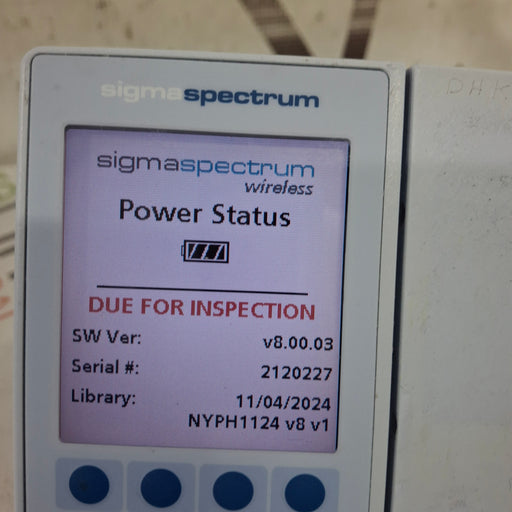 sigmaspectrum
sigmaspectrum
wireless
Power Status
DUE FOR INSPECTION
SW Ver: v8.00.03
Serial #: 2120227
Library: 11/04/2024
NYPH1124 v8 v1
DHK